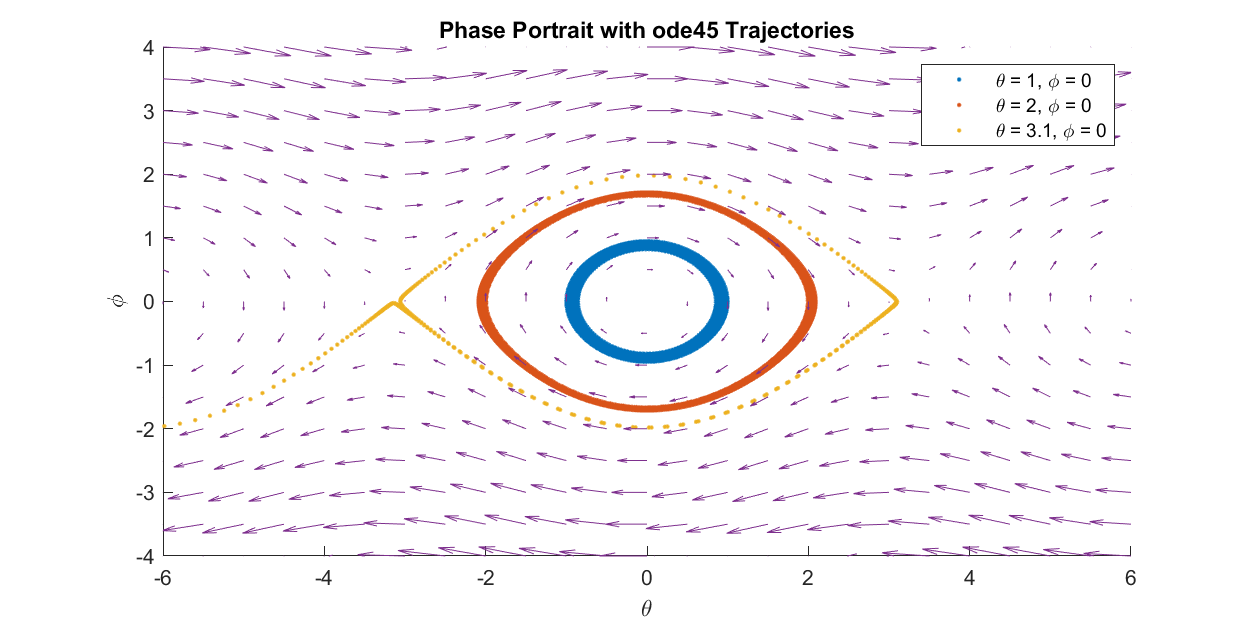 Phase Portrait with ode45 Trajectories
θ = 1, ϕ = 0
θ = 2, ϕ = 0
θ = 3.1, ϕ = 0
4
3
2
1
0
-1
-2
-3
-4
ϕ
-6 -4 -2 0 2 4 6
θ